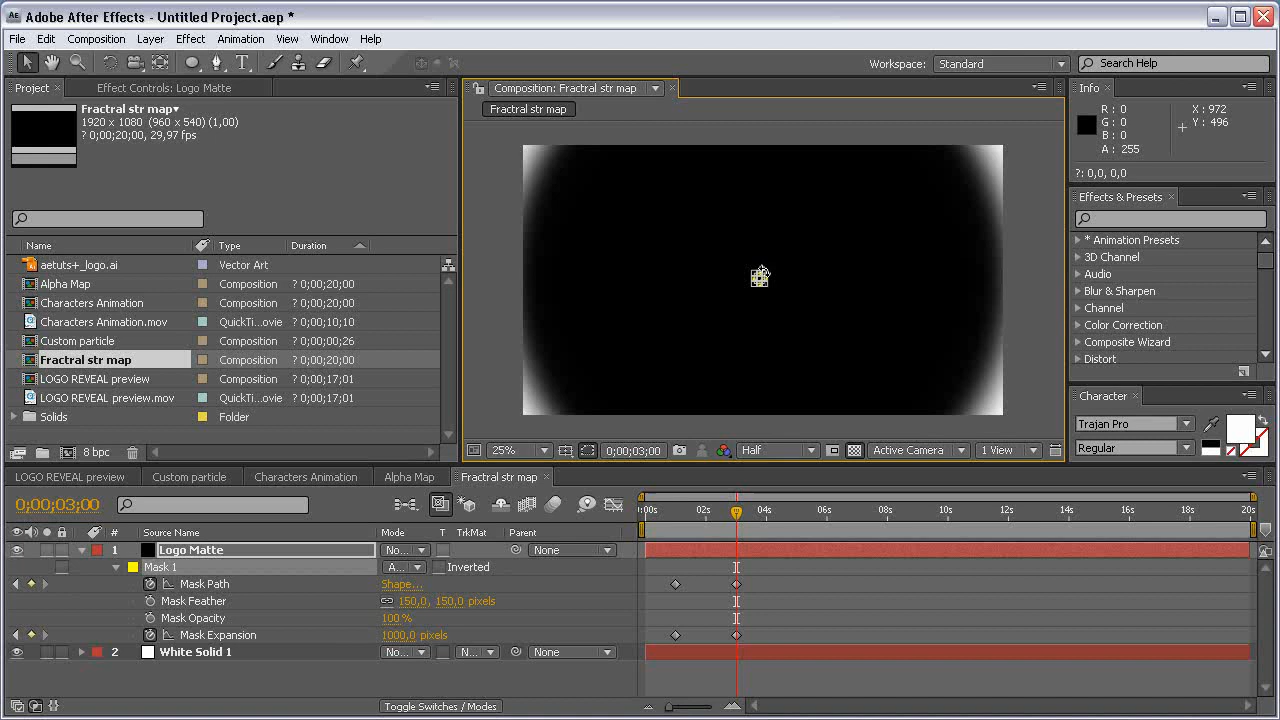 Adobe After Effects - Untitled Project.aep *
File Edit Composition Layer Effect Animation View Window Help
Workspace: Standard Search Help
Project × Effect Controls: Logo Matte
Composition: Fractral str map
Info ×
Fractral str map
Fractral str map▾
1920 x 1080 (960 x 540) (1,00)
? 0;00;20;00, 29,97 fps
R : 0
G : 0
B : 0
A : 255
X : 972
Y : 496
?: 0,0, 0,0
Effects & Presets ×
* Animation Presets
3D Channel
Audio
Blur & Sharpen
Channel
Color Correction
Composite Wizard
Distort
Name Type Duration
aetuts+_logo.ai Vector Art
Alpha Map Composition ? 0;00;20;00
Characters Animation Composition ? 0;00;20;00
Characters Animation.mov QuickTi...ovie ? 0;00;10;10
Custom particle Composition ? 0;00;00;26
Fractral str map Composition ? 0;00;20;00
LOGO REVEAL preview Composition ? 0;00;17;01
LOGO REVEAL preview.mov QuickTi...ovie ? 0;00;17;01
Solids Folder
8 bpc
25% 0;00;03;00 Half Active Camera 1 View
Character ×
Trajan Pro
Regular
LOGO REVEAL preview Custom particle Characters Animation Alpha Map Fractral str map ×
0;00;03;00
:00s 02s 04s 06s 08s 10s 12s 14s 16s 18s 20s
# Source Name Mode T TrkMat Parent
1 Logo Matte No... None
Mask 1 A... Inverted
Mask Path Shape...
Mask Feather 150,0, 150,0 pixels
Mask Opacity 100 %
Mask Expansion 1000,0 pixels
2 White Solid 1 No... N... None
Toggle Switches / Modes